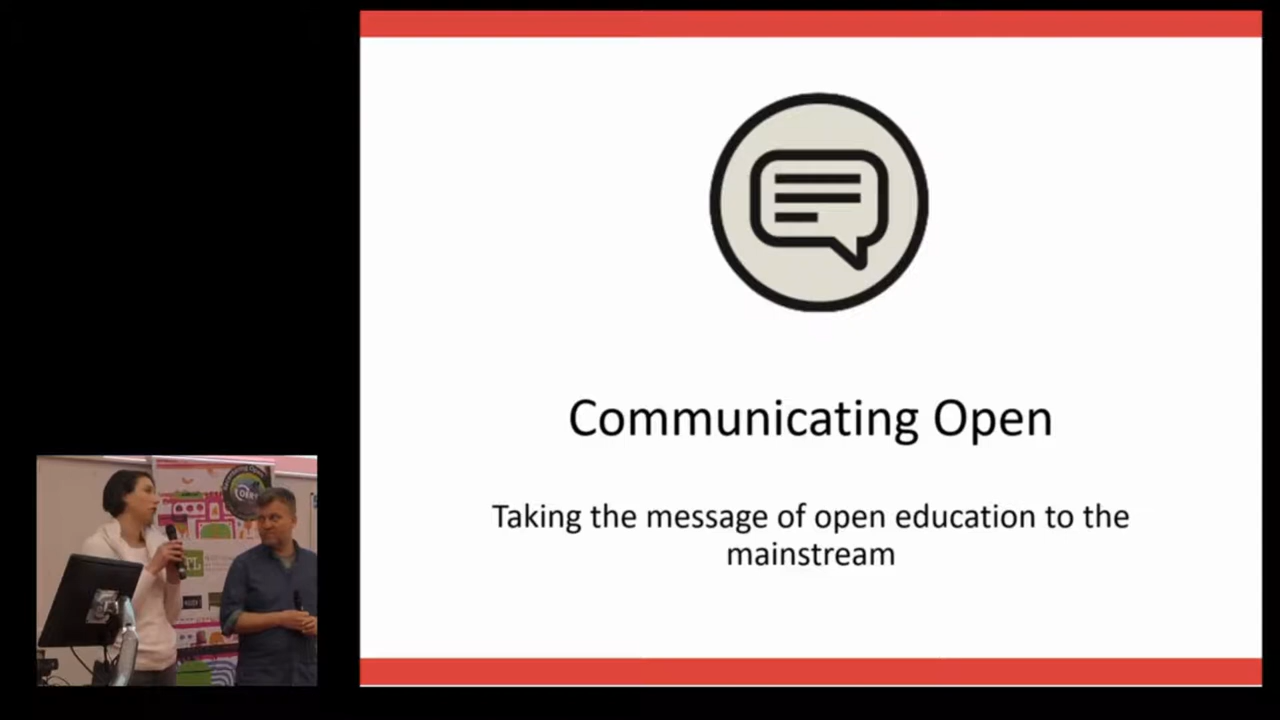 Communicating Open
Taking the message of open education to the
mainstream